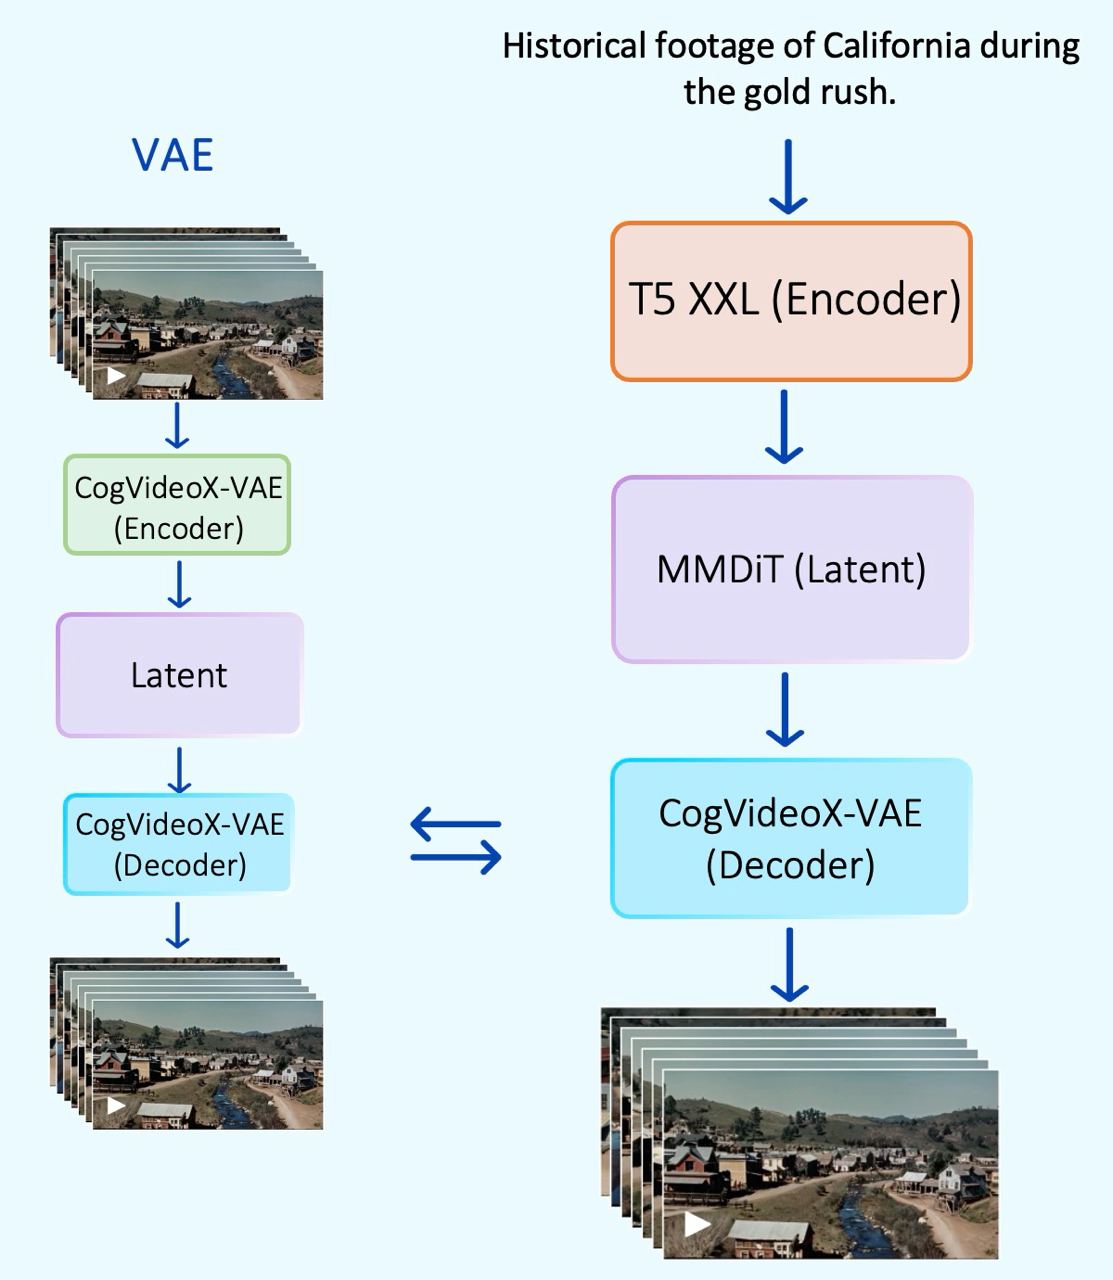 Historical footage of California during
the gold rush.
VAE
CogVideoX-VAE
(Encoder)
Latent
CogVideoX-VAE
(Decoder)
T5 XXL (Encoder)
MMDiT (Latent)
CogVideoX-VAE
(Decoder)